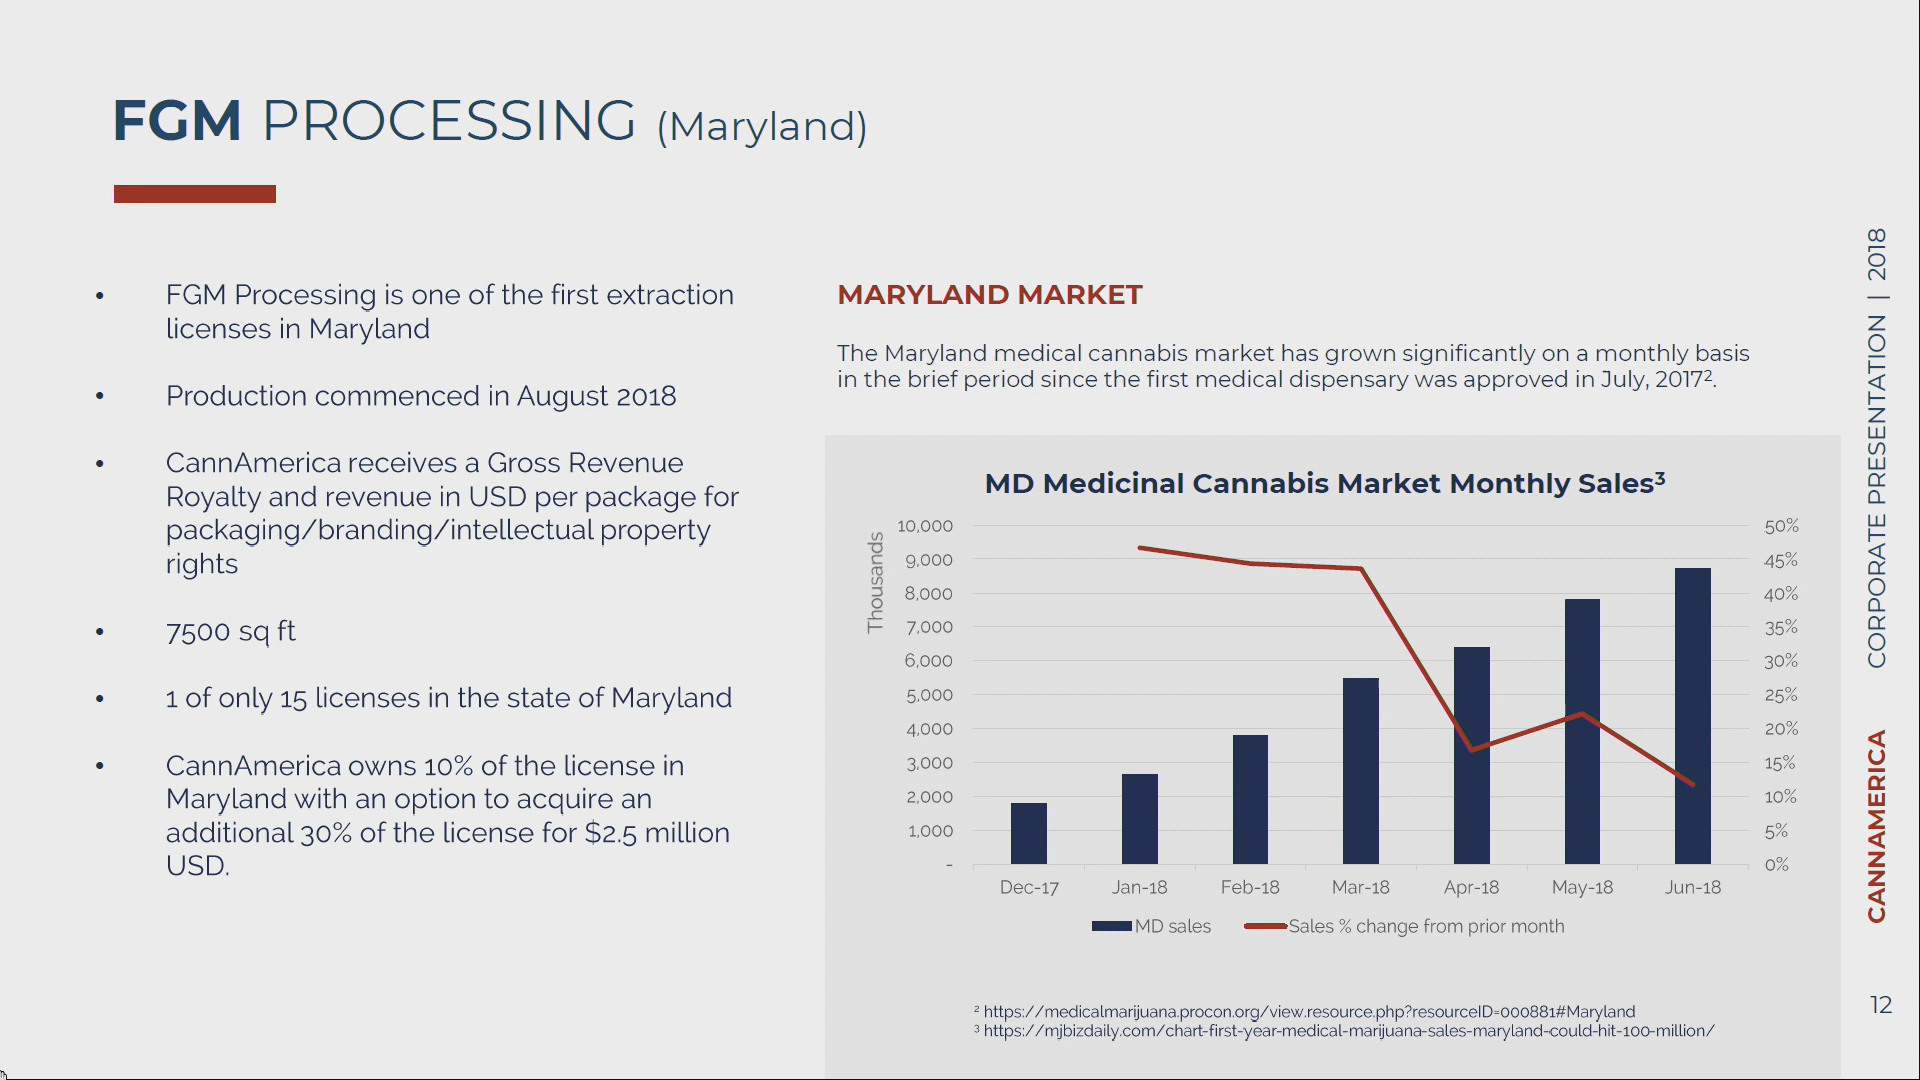 FGM PROCESSING (Maryland)
• FGM Processing is one of the first extraction
licenses in Maryland
• Production commenced in August 2018
• CannAmerica receives a Gross Revenue
Royalty and revenue in USD per package for
packaging/branding/intellectual property
rights
• 7500 sq ft
• 1 of only 15 licenses in the state of Maryland
• CannAmerica owns 10% of the license in
Maryland with an option to acquire an
additional 30% of the license for $2.5 million
USD.
MARYLAND MARKET
The Maryland medical cannabis market has grown significantly on a monthly basis
in the brief period since the first medical dispensary was approved in July, 2017².
MD Medicinal Cannabis Market Monthly Sales³
Thousands
10,000
9,000
8,000
7,000
6,000
5,000
4,000
3,000
2,000
1,000
-
50%
45%
40%
35%
30%
25%
20%
15%
10%
5%
0%
Dec-17 Jan-18 Feb-18 Mar-18 Apr-18 May-18 Jun-18
MD sales Sales % change from prior month
² https://medicalmarijuana.procon.org/view.resource.php?resourceID=000881#Maryland
³ https://mjbizdaily.com/chart-first-year-medical-marijuana-sales-maryland-could-hit-100-million/
CANNAMERICA CORPORATE PRESENTATION | 2018
12